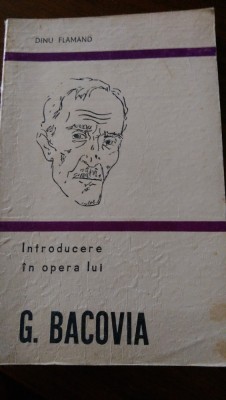 DINU FLAMAND
Introducere
în opera lui
G. BACOVIA